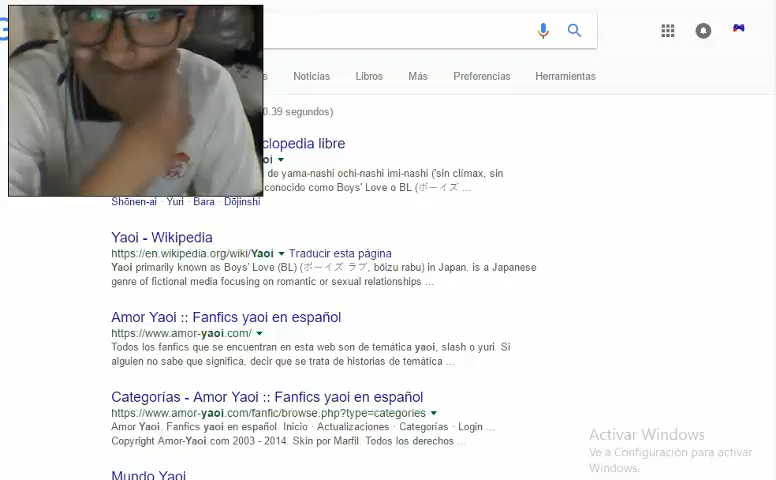 Noticias Libros Más Preferencias Herramientas
0.39 segundos)
clopedia libre
oi
de yama-nashi ochi-nashi imi-nashi ('sin clímax, sin
conocido como Boys' Love o BL (ボーイズ ...
Shōnen-ai · Yuri · Bara · Dōjinshi
Yaoi - Wikipedia
https://en.wikipedia.org/wiki/Yaoi Traducir esta página
Yaoi primarily known as Boys' Love (BL) (ボーイズ ラブ, bōizu rabu) in Japan, is a Japanese
genre of fictional media focusing on romantic or sexual relationships ...
Amor Yaoi :: Fanfics yaoi en español
https://www.amor-yaoi.com/
Todos los fanfics que se encuentran en esta web son de temática yaoi, slash o yuri. Si
alguien no sabe que significa, decir que se trata de historias de temática ...
Categorías - Amor Yaoi :: Fanfics yaoi en español
https://www.amor-yaoi.com/fanfic/browse.php?type=categories
Amor Yaoi. Fanfics yaoi en español. Inicio · Actualizaciones · Categorías · Login ...
Copyright Amor-Yaoi.com 2003 - 2014. Skin por Marfil. Todos los derechos ...
Mundo Yaoi
Activar Windows
Ve a Configuración para activar
Windows.